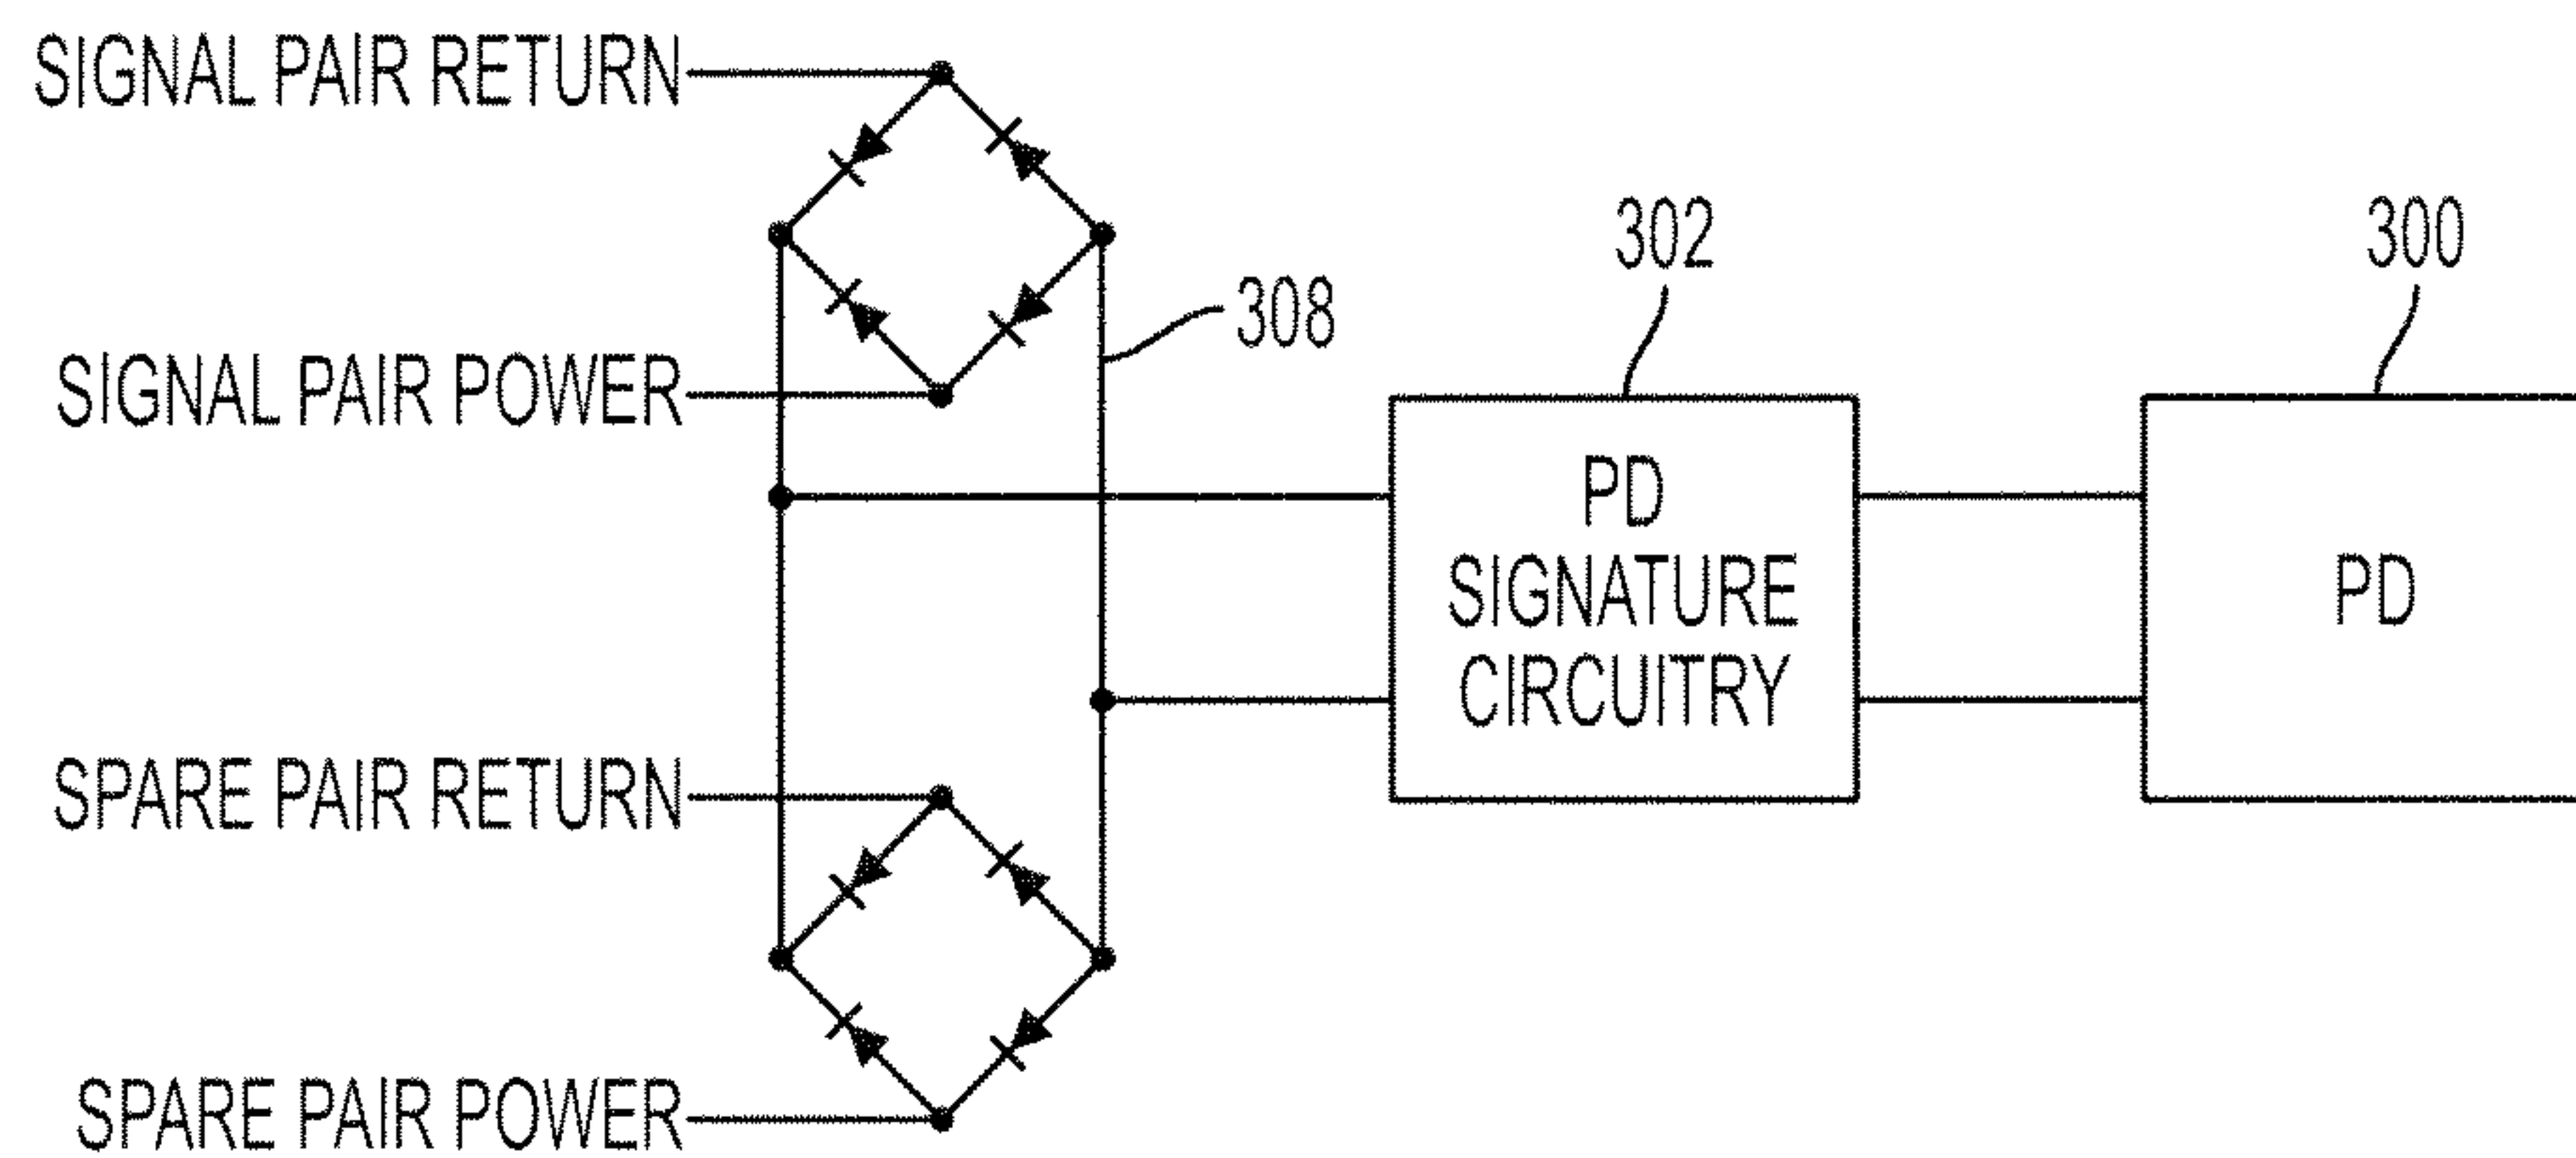 SIGNAL PAIR RETURN
302
300
308
SIGNAL PAIR POWER
PD
SIGNATURE
CIRCUITRY
PD
SPARE PAIR RETURN
SPARE PAIR POWER